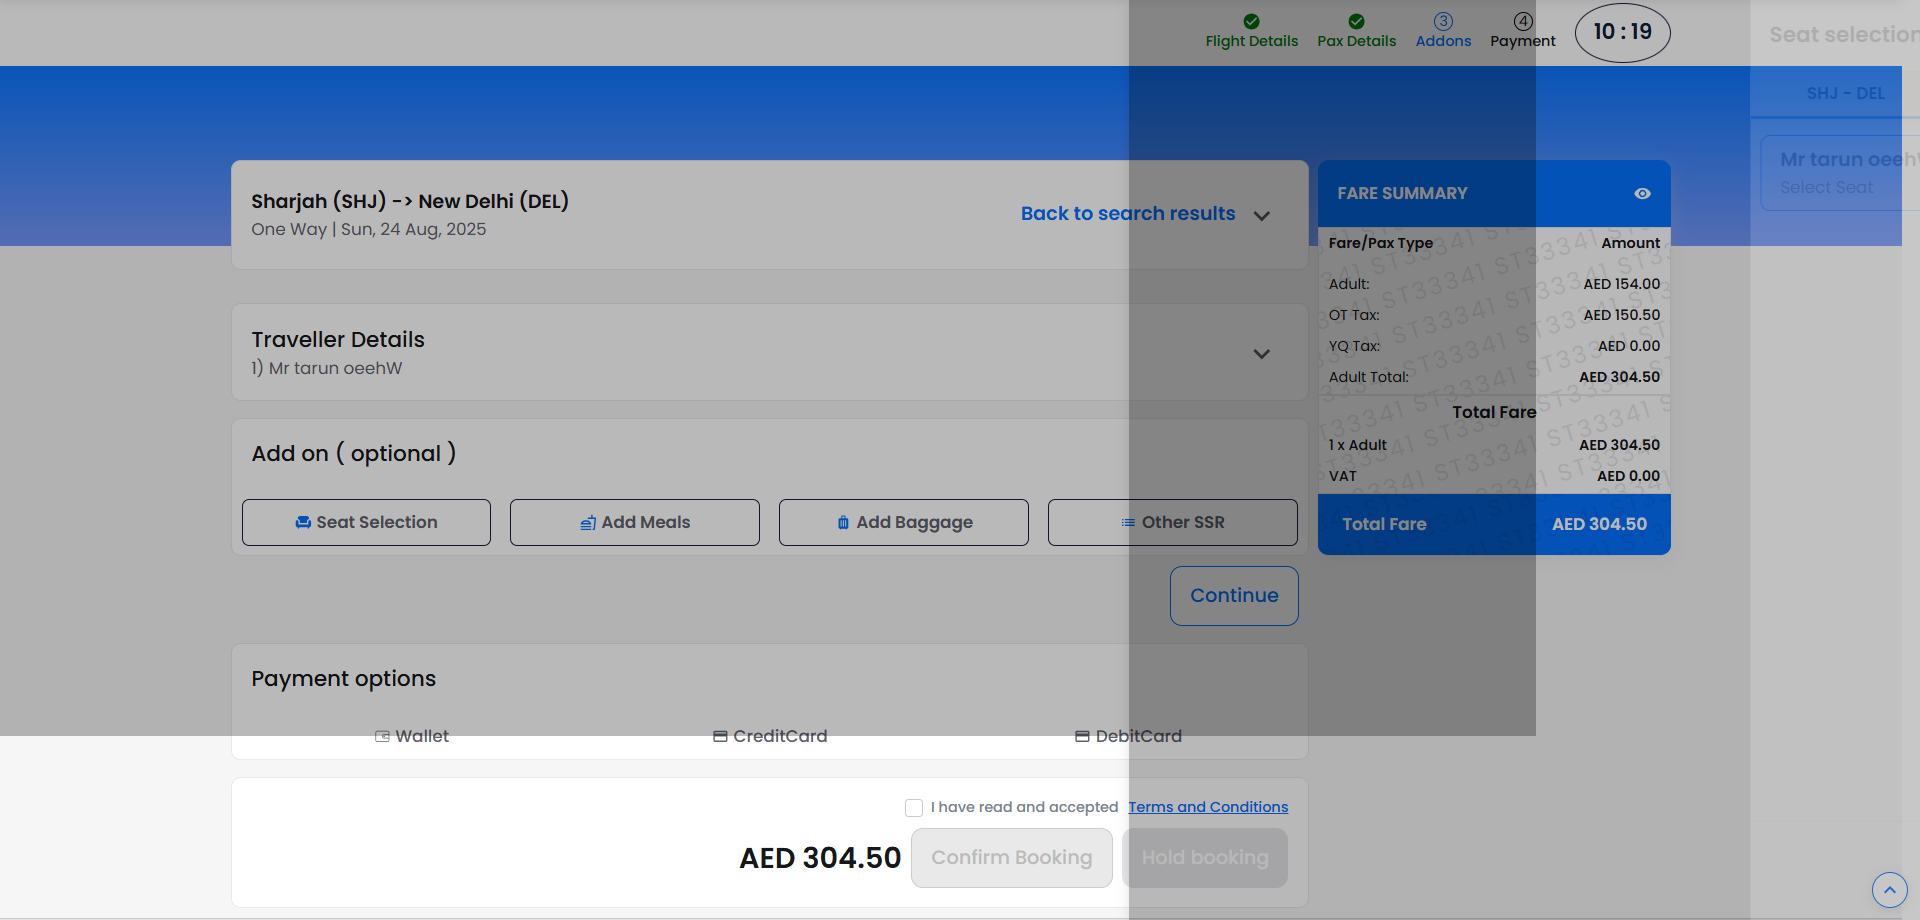 Flight Details
Pax Details
3
Addons
4
Payment
10 : 19
Seat selection
SHJ - DEL
Mr tarun oeehW
Select Seat
Sharjah (SHJ) -> New Delhi (DEL)
One Way | Sun, 24 Aug, 2025
Back to search results
Traveller Details
1) Mr tarun oeehW
Add on ( optional )
Seat Selection
Add Meals
Add Baggage
Other SSR
Continue
Payment options
Wallet
CreditCard
DebitCard
I have read and accepted Terms and Conditions
AED 304.50
Confirm Booking
Hold booking
FARE SUMMARY
Fare/Pax Type Amount
Adult: AED 154.00
OT Tax: AED 150.50
YQ Tax: AED 0.00
Adult Total: AED 304.50
Total Fare
1 x Adult AED 304.50
VAT AED 0.00
Total Fare AED 304.50
ST33341 ST33341 ST33341